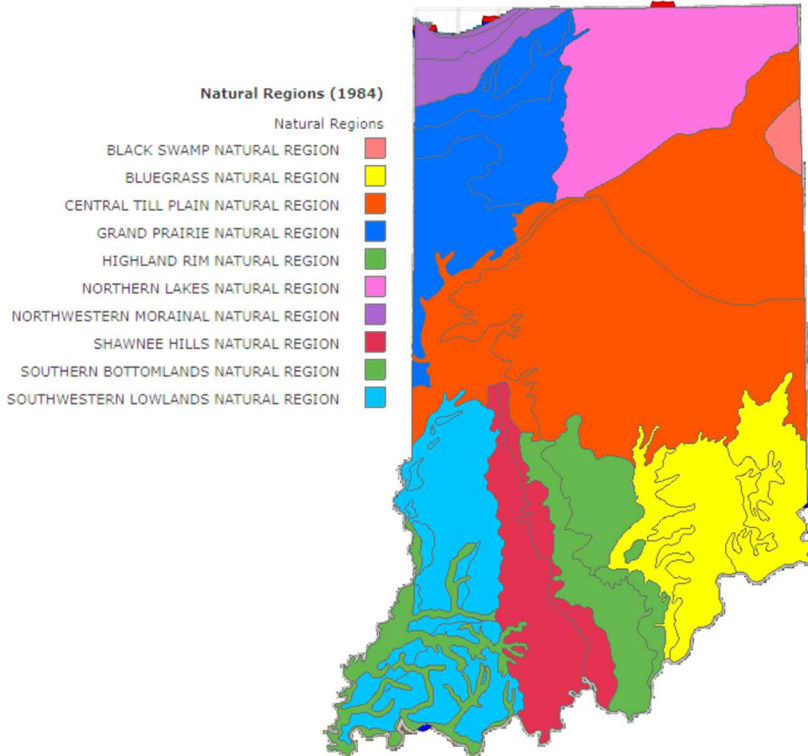 Natural Regions (1984)
Natural Regions
BLACK SWAMP NATURAL REGION
BLUEGRASS NATURAL REGION
CENTRAL TILL PLAIN NATURAL REGION
GRAND PRAIRIE NATURAL REGION
HIGHLAND RIM NATURAL REGION
NORTHERN LAKES NATURAL REGION
NORTHWESTERN MORAINAL NATURAL REGION
SHAWNEE HILLS NATURAL REGION
SOUTHERN BOTTOMLANDS NATURAL REGION
SOUTHWESTERN LOWLANDS NATURAL REGION